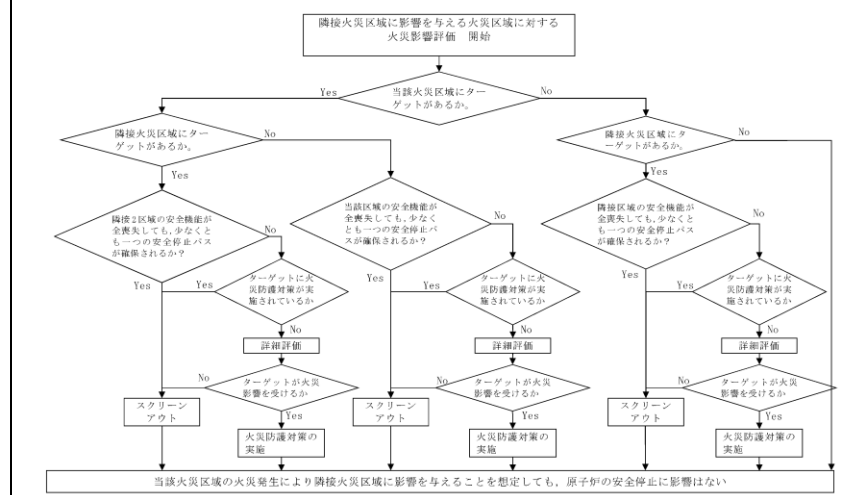 隣接火災区域に影響を与える火災区域に対する
火災影響評価　開始
当該火災区域にター
ゲットがあるか。
Yes
No
隣接火災区域にター
ゲットがあるか。
No
Yes
隣接火災区域にタ
ーゲットがあるか。
No
Yes
隣接2区域の安全機能が
全喪失しても,少なくと
も一つの安全停止パス
が確保されるか?
No
Yes
当該区域の安全機能が
全喪失しても,少なく
とも一つの安全停止パ
スが確保されるか?
No
Yes
隣接区域の安全機能が
全喪失しても,少なくと
も一つの安全停止パス
が確保されるか?
No
Yes
ターゲットに火
災防護対策が実
施されているか
Yes
No
ターゲットに火
災防護対策が実
施されているか
Yes
No
ターゲットに火
災防護対策が実
施されているか
Yes
No
詳細評価
詳細評価
詳細評価
ターゲットが火災
影響を受けるか
No
Yes
ターゲットが火災
影響を受けるか
No
Yes
ターゲットが火災
影響を受けるか
No
Yes
スクリーン
アウト
火災防護対策の
実施
スクリーン
アウト
火災防護対策の
実施
スクリーン
アウト
火災防護対策の
実施
当該火災区域の火災発生により隣接火災区域に影響を与えることを想定しても，原子炉の安全停止に影響はない